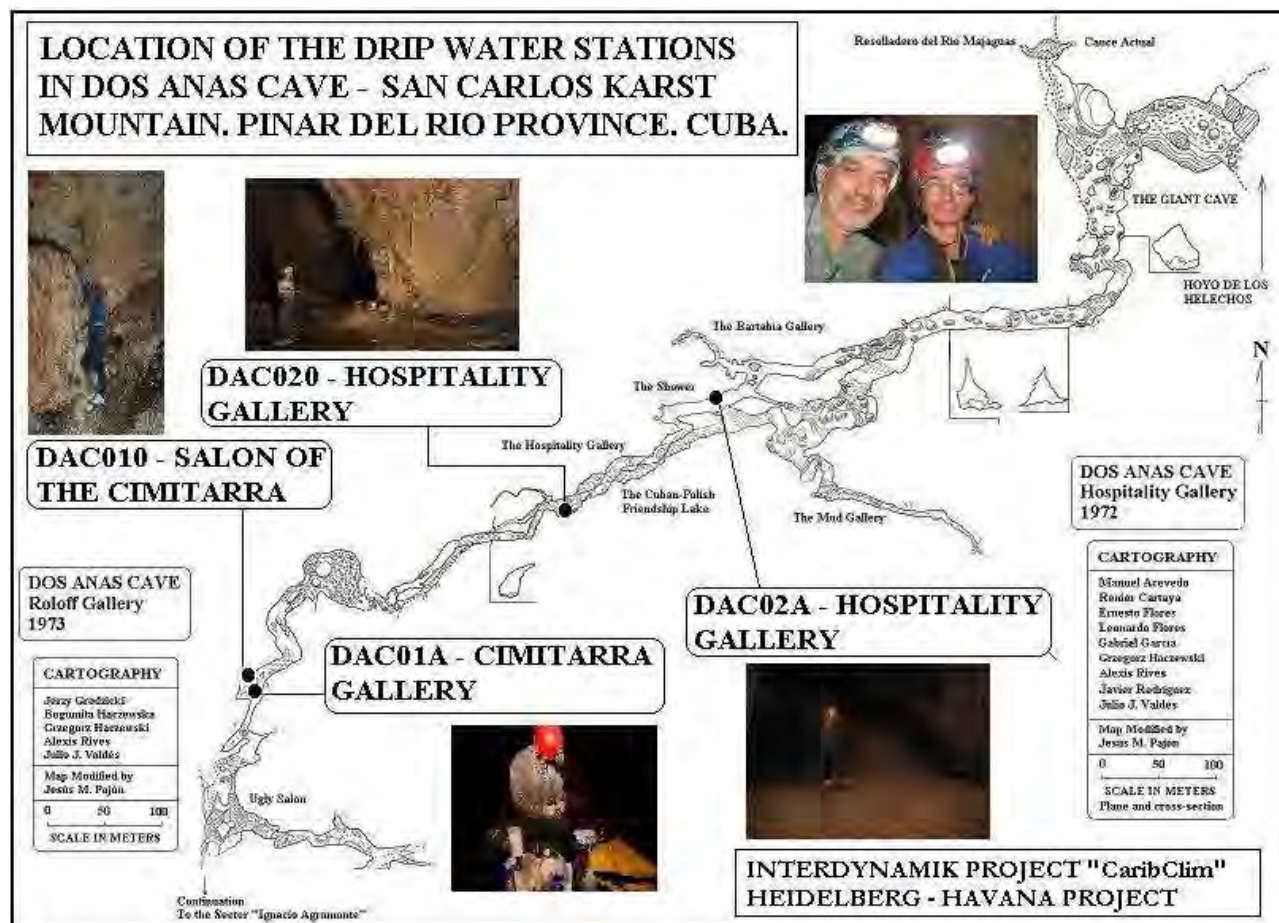 LOCATION OF THE DRIP WATER STATIONS
IN DOS ANAS CAVE - SAN CARLOS KARST
MOUNTAIN. PINAR DEL RIO PROVINCE. CUBA.
Resolladero del Rio Majaguas
Cauce Actual
THE GIANT CAVE
HOYO DE LOS
HELECHOS
N
The Bartahia Gallery
The Shower
DAC020 - HOSPITALITY
GALLERY
The Hospitality Gallery
DAC010 - SALON OF
THE CIMITARRA
The Cuban-Polish
Friendship Lake
The Mud Gallery
DOS ANAS CAVE
Hospitality Gallery
1972
CARTOGRAPHY
Manuel Acevedo
Renier Cartaya
Ernesto Flores
Leonardo Flores
Gabriel García
Grzegorz Haczewski
Alexis Rives
Javier Rodríguez
Julio J. Valdés
Map Modified by
Jesus M. Pajón
0 50 100
SCALE IN METERS
Plane and cross-section
DOS ANAS CAVE
Roloff Gallery
1973
CARTOGRAPHY
Jerzy Grodzicki
Bogumiła Haczewska
Grzegorz Haczewski
Alexis Rives
Julio J. Valdés
Map Modified by
Jesús M. Pajón
0 50 100
SCALE IN METERS
DAC01A - CIMITARRA
GALLERY
DAC02A - HOSPITALITY
GALLERY
Ugly Salon
Continuation
To the Sector "Ignacio Agramonte"
INTERDYNAMIK PROJECT "CaribClim"
HEIDELBERG - HAVANA PROJECT